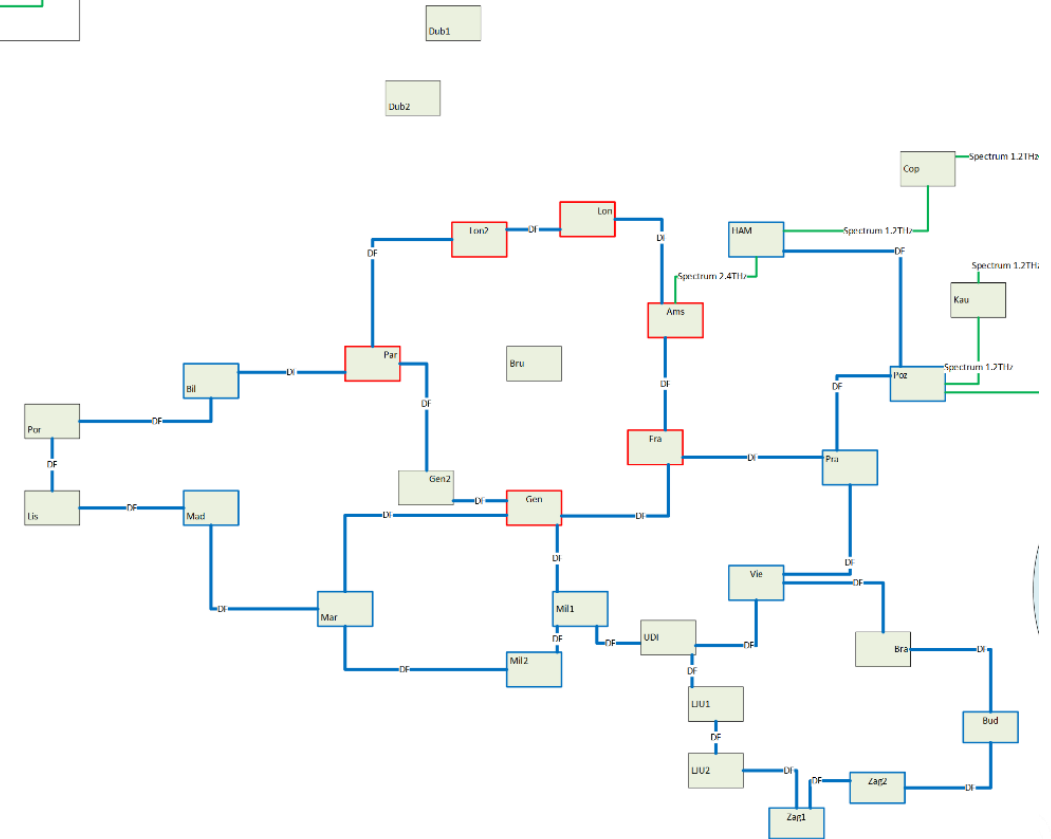 Dub1
Dub2
Spectrum 1.2THz
Cop
Lon
Lon2
DF
HAM
Spectrum 1.2THz
DF
DF
DF
Spectrum 1.2THz
Spectrum 2.4THz
Kau
Ams
Par
Bru
Spectrum 1.2THz
DF
Poz
Bil
DF
DF
DF
Por
DF
Fra
DF
Pra
DF
Gen2
DF
Gen
Lis
DF
Mad
DF
DF
DF
DF
Vie
DF
DF
Mar
Mil1
DF
DF
UDI
DF
Bra
DF
Mil2
DF
DF
LJU1
Bud
DF
LJU2
DF
DF
Zag2
DF
Zag1